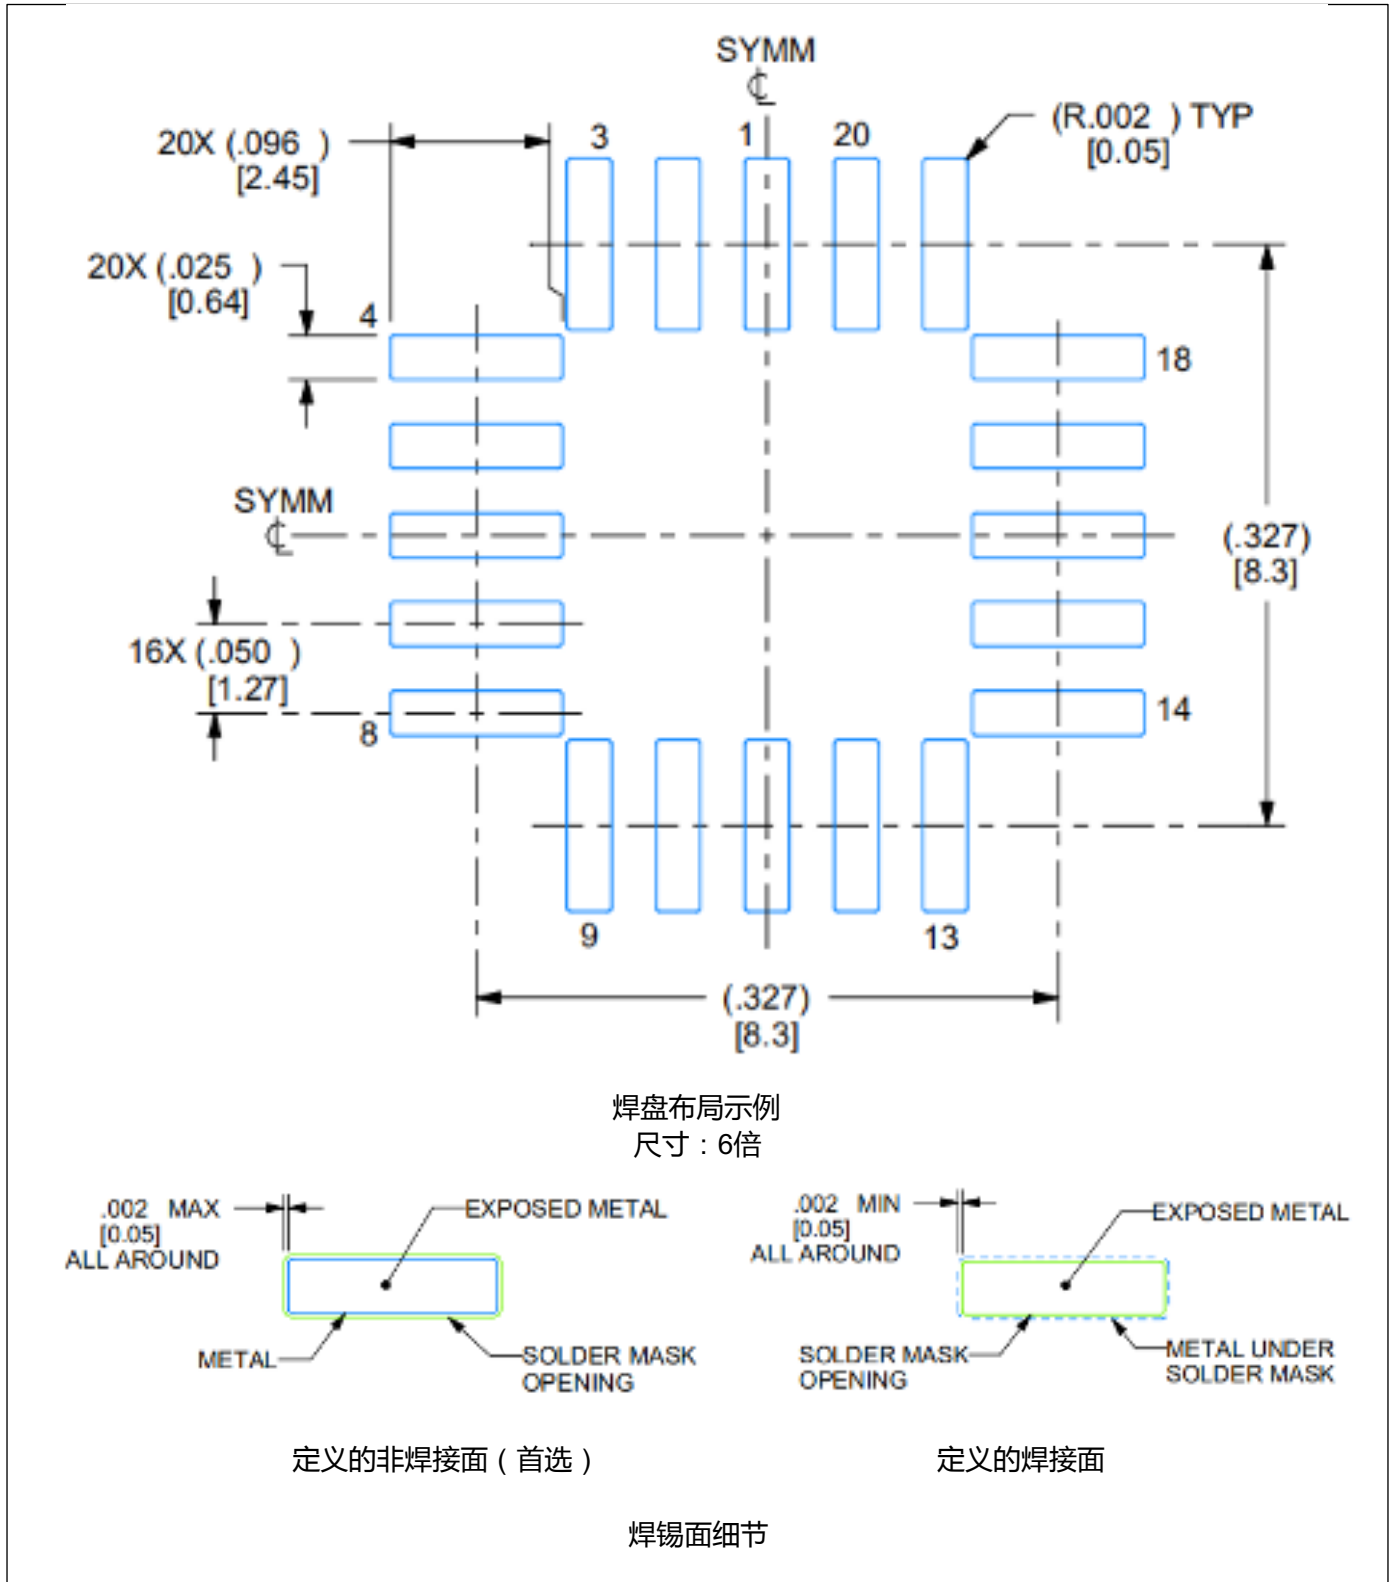 SYMM
℄
20X (.096 )
[2.45]
3
1
20
(R.002 ) TYP
[0.05]
20X (.025 )
[0.64]
4
18
SYMM
℄
(.327)
[8.3]
16X (.050 )
[1.27]
8
14
9
13
(.327)
[8.3]
焊盘布局示例
尺寸：6倍
.002 MAX
[0.05]
ALL AROUND
EXPOSED METAL
METAL
SOLDER MASK
OPENING
.002 MIN
[0.05]
ALL AROUND
EXPOSED METAL
SOLDER MASK
OPENING
METAL UNDER
SOLDER MASK
定义的非焊接面（首选）
定义的焊接面
焊锡面细节